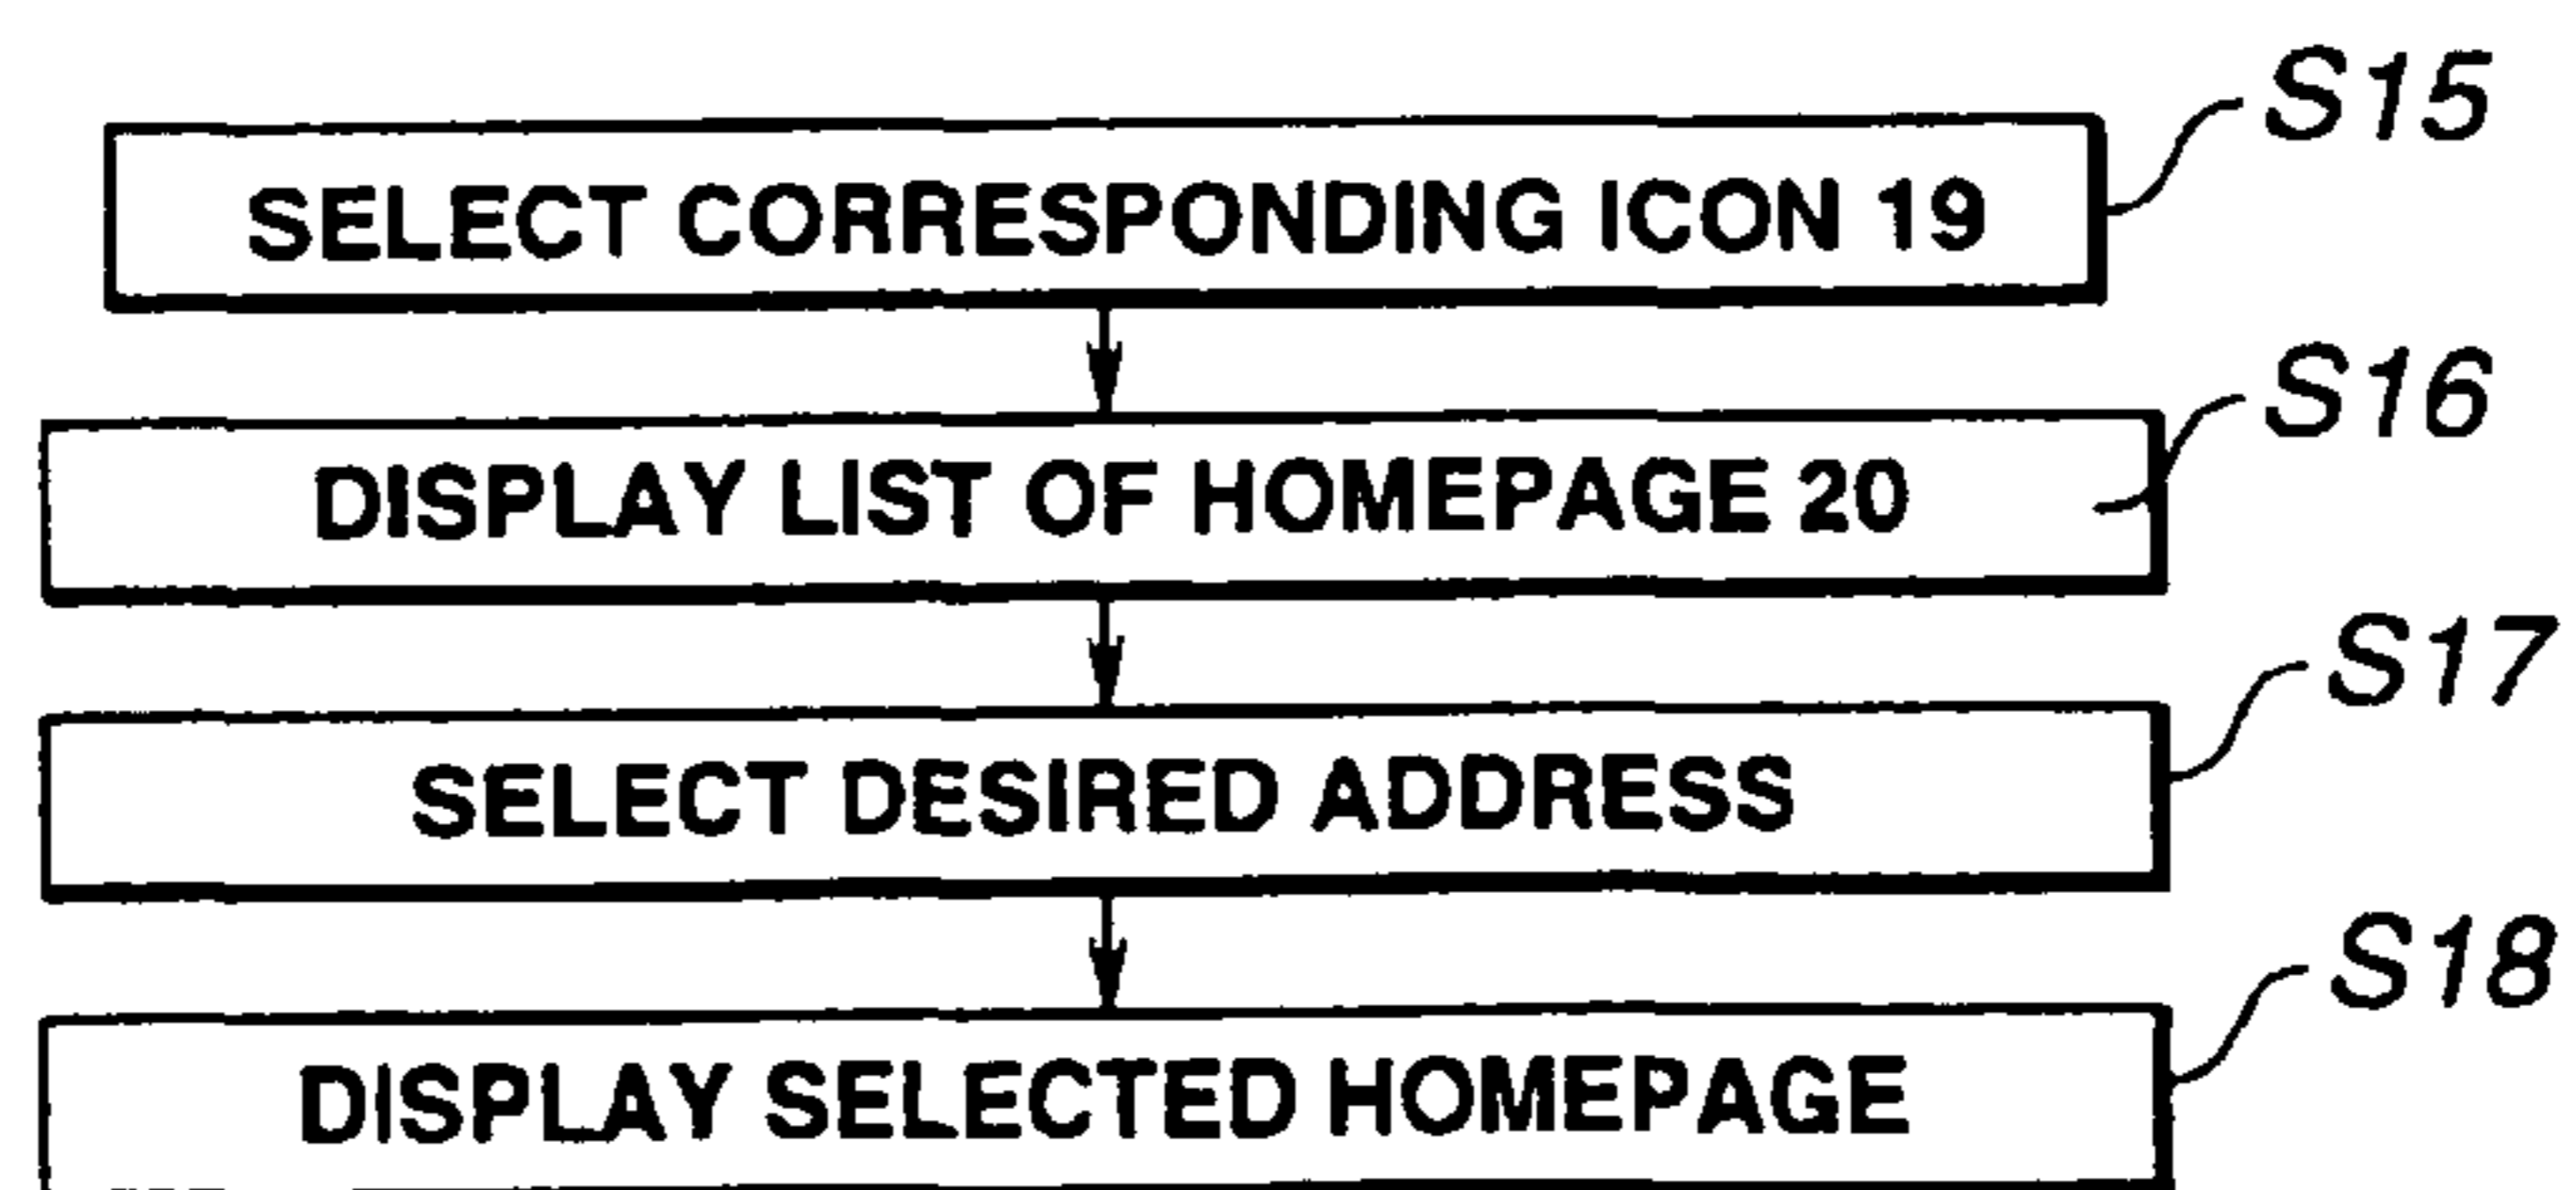 S15
SELECT CORRESPONDING ICON 19
S16
DISPLAY LIST OF HOMEPAGE 20
S17
SELECT DESIRED ADDRESS
S18
DISPLAY SELECTED HOMEPAGE